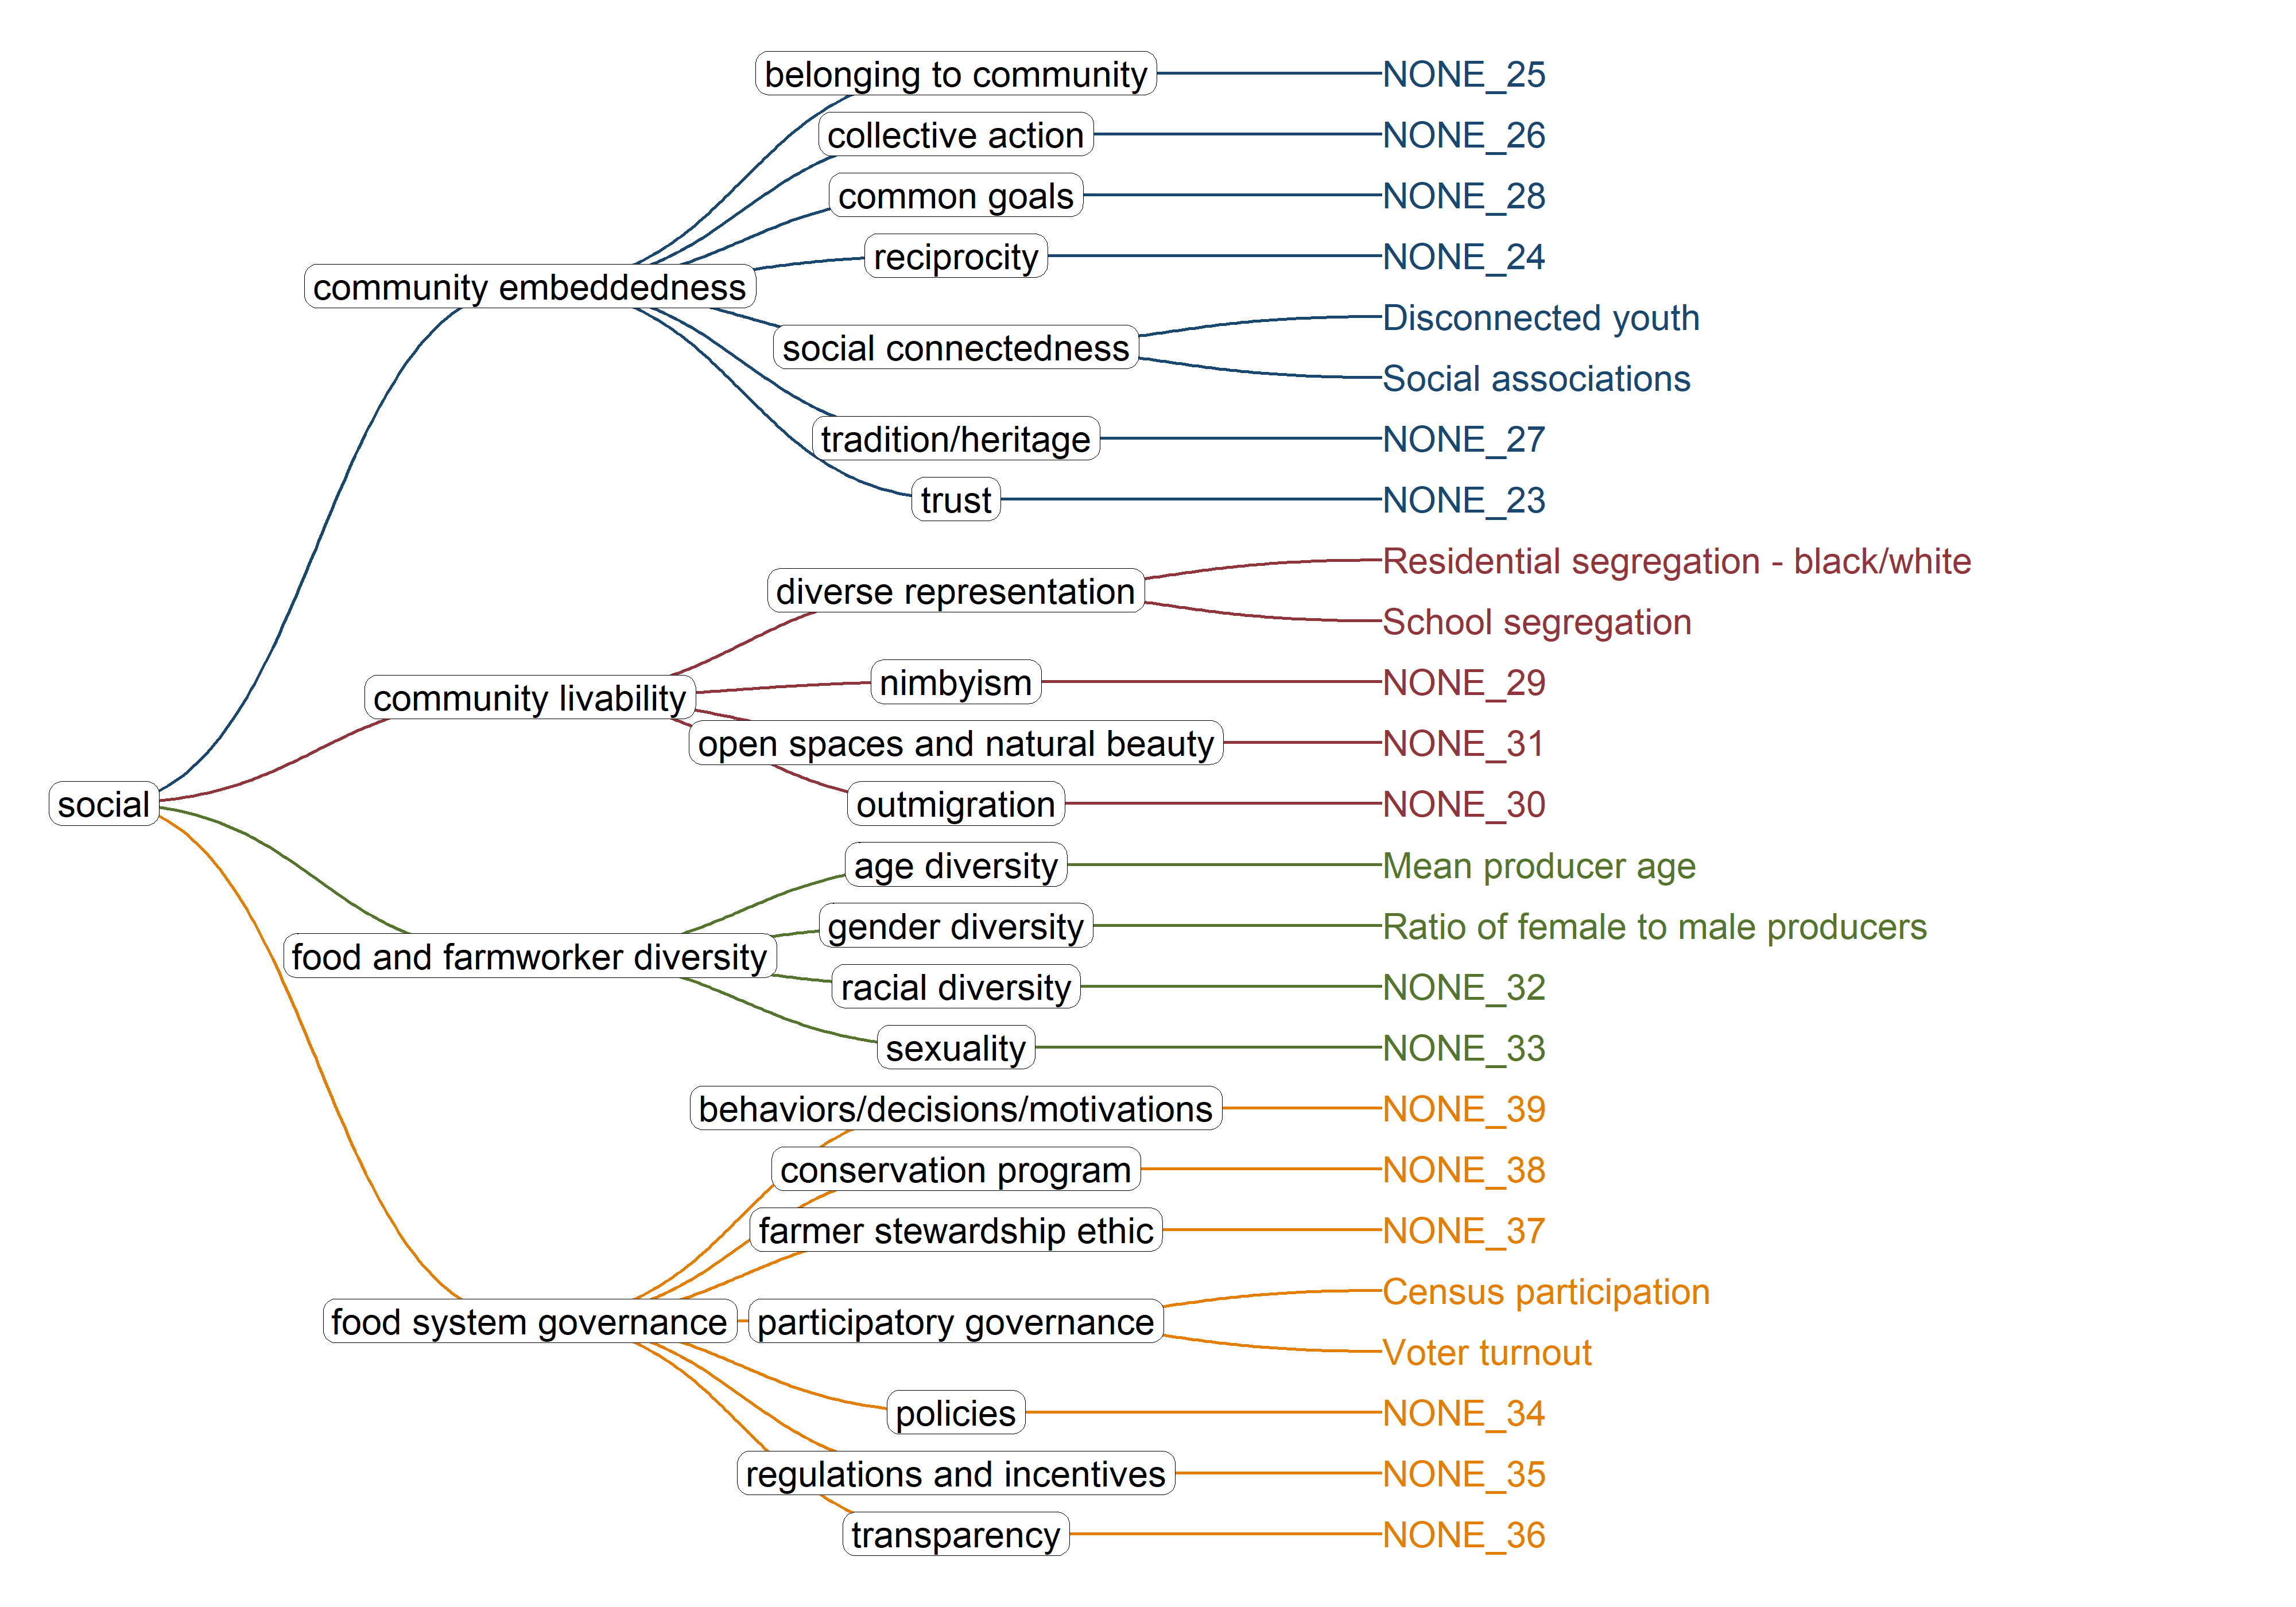 social
community embeddedness
belonging to community
NONE_25
collective action
NONE_26
common goals
NONE_28
reciprocity
NONE_24
social connectedness
Disconnected youth
Social associations
tradition/heritage
NONE_27
trust
NONE_23
community livability
diverse representation
Residential segregation - black/white
School segregation
nimbyism
NONE_29
open spaces and natural beauty
NONE_31
outmigration
NONE_30
food and farmworker diversity
age diversity
Mean producer age
gender diversity
Ratio of female to male producers
racial diversity
NONE_32
sexuality
NONE_33
food system governance
behaviors/decisions/motivations
NONE_39
conservation program
NONE_38
farmer stewardship ethic
NONE_37
participatory governance
Census participation
Voter turnout
policies
NONE_34
regulations and incentives
NONE_35
transparency
NONE_36